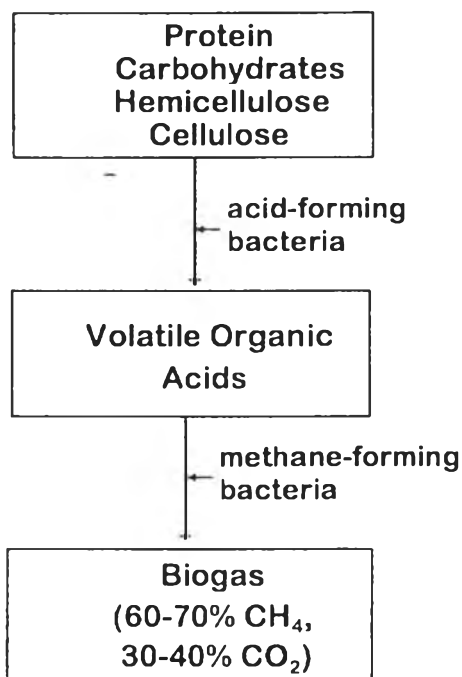 Protein
Carbohydrates
Hemicellulose
Cellulose
acid-forming
bacteria
Volatile Organic
Acids
methane-forming
bacteria
Biogas
(60-70% CH₄,
30-40% CO₂)